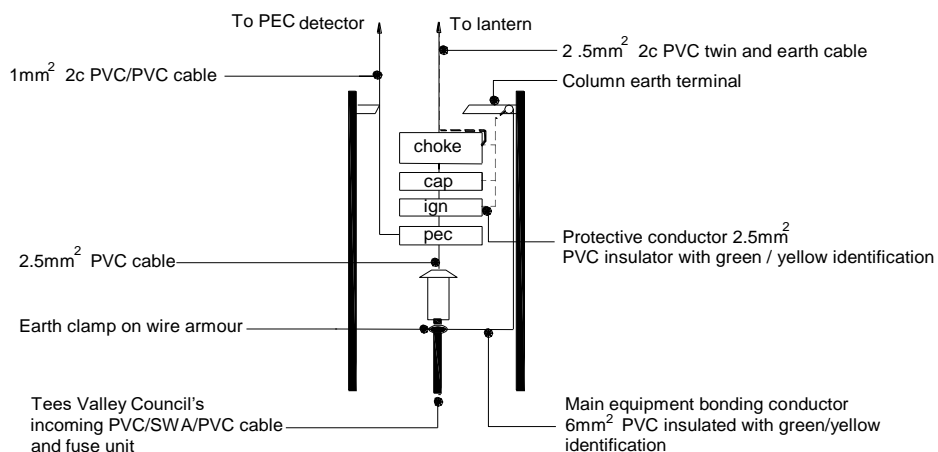 To PEC detector
To lantern
2 .5mm² 2c PVC twin and earth cable
1mm² 2c PVC/PVC cable
Column earth terminal
choke
cap
ign
pec
Protective conductor 2.5mm²
PVC insulator with green / yellow identification
2.5mm² PVC cable
Earth clamp on wire armour
Tees Valley Council's
incoming PVC/SWA/PVC cable
and fuse unit
Main equipment bonding conductor
6mm² PVC insulated with green/yellow
identification